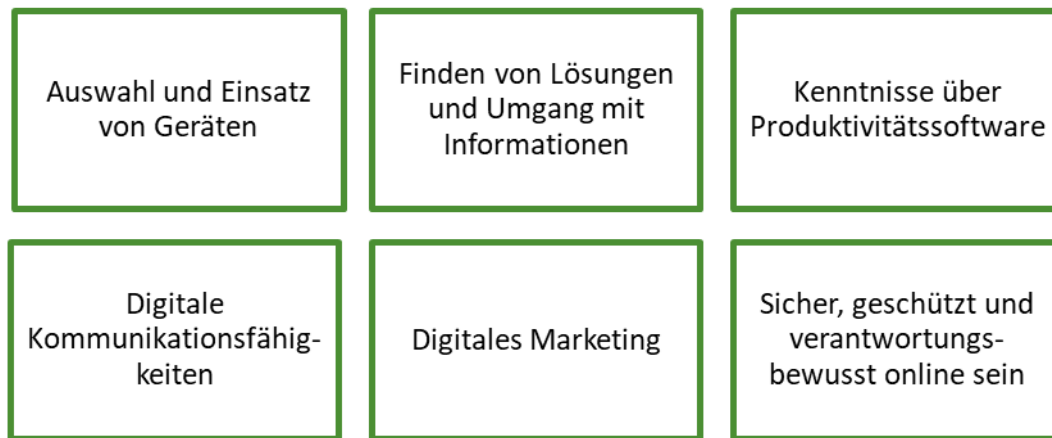 Auswahl und Einsatz
von Geräten
Finden von Lösungen
und Umgang mit
Informationen
Kenntnisse über
Produktivitätssoftware
Digitale
Kommunikationsfähig-
keiten
Digitales Marketing
Sicher, geschützt und
verantwortungs-
bewusst online sein